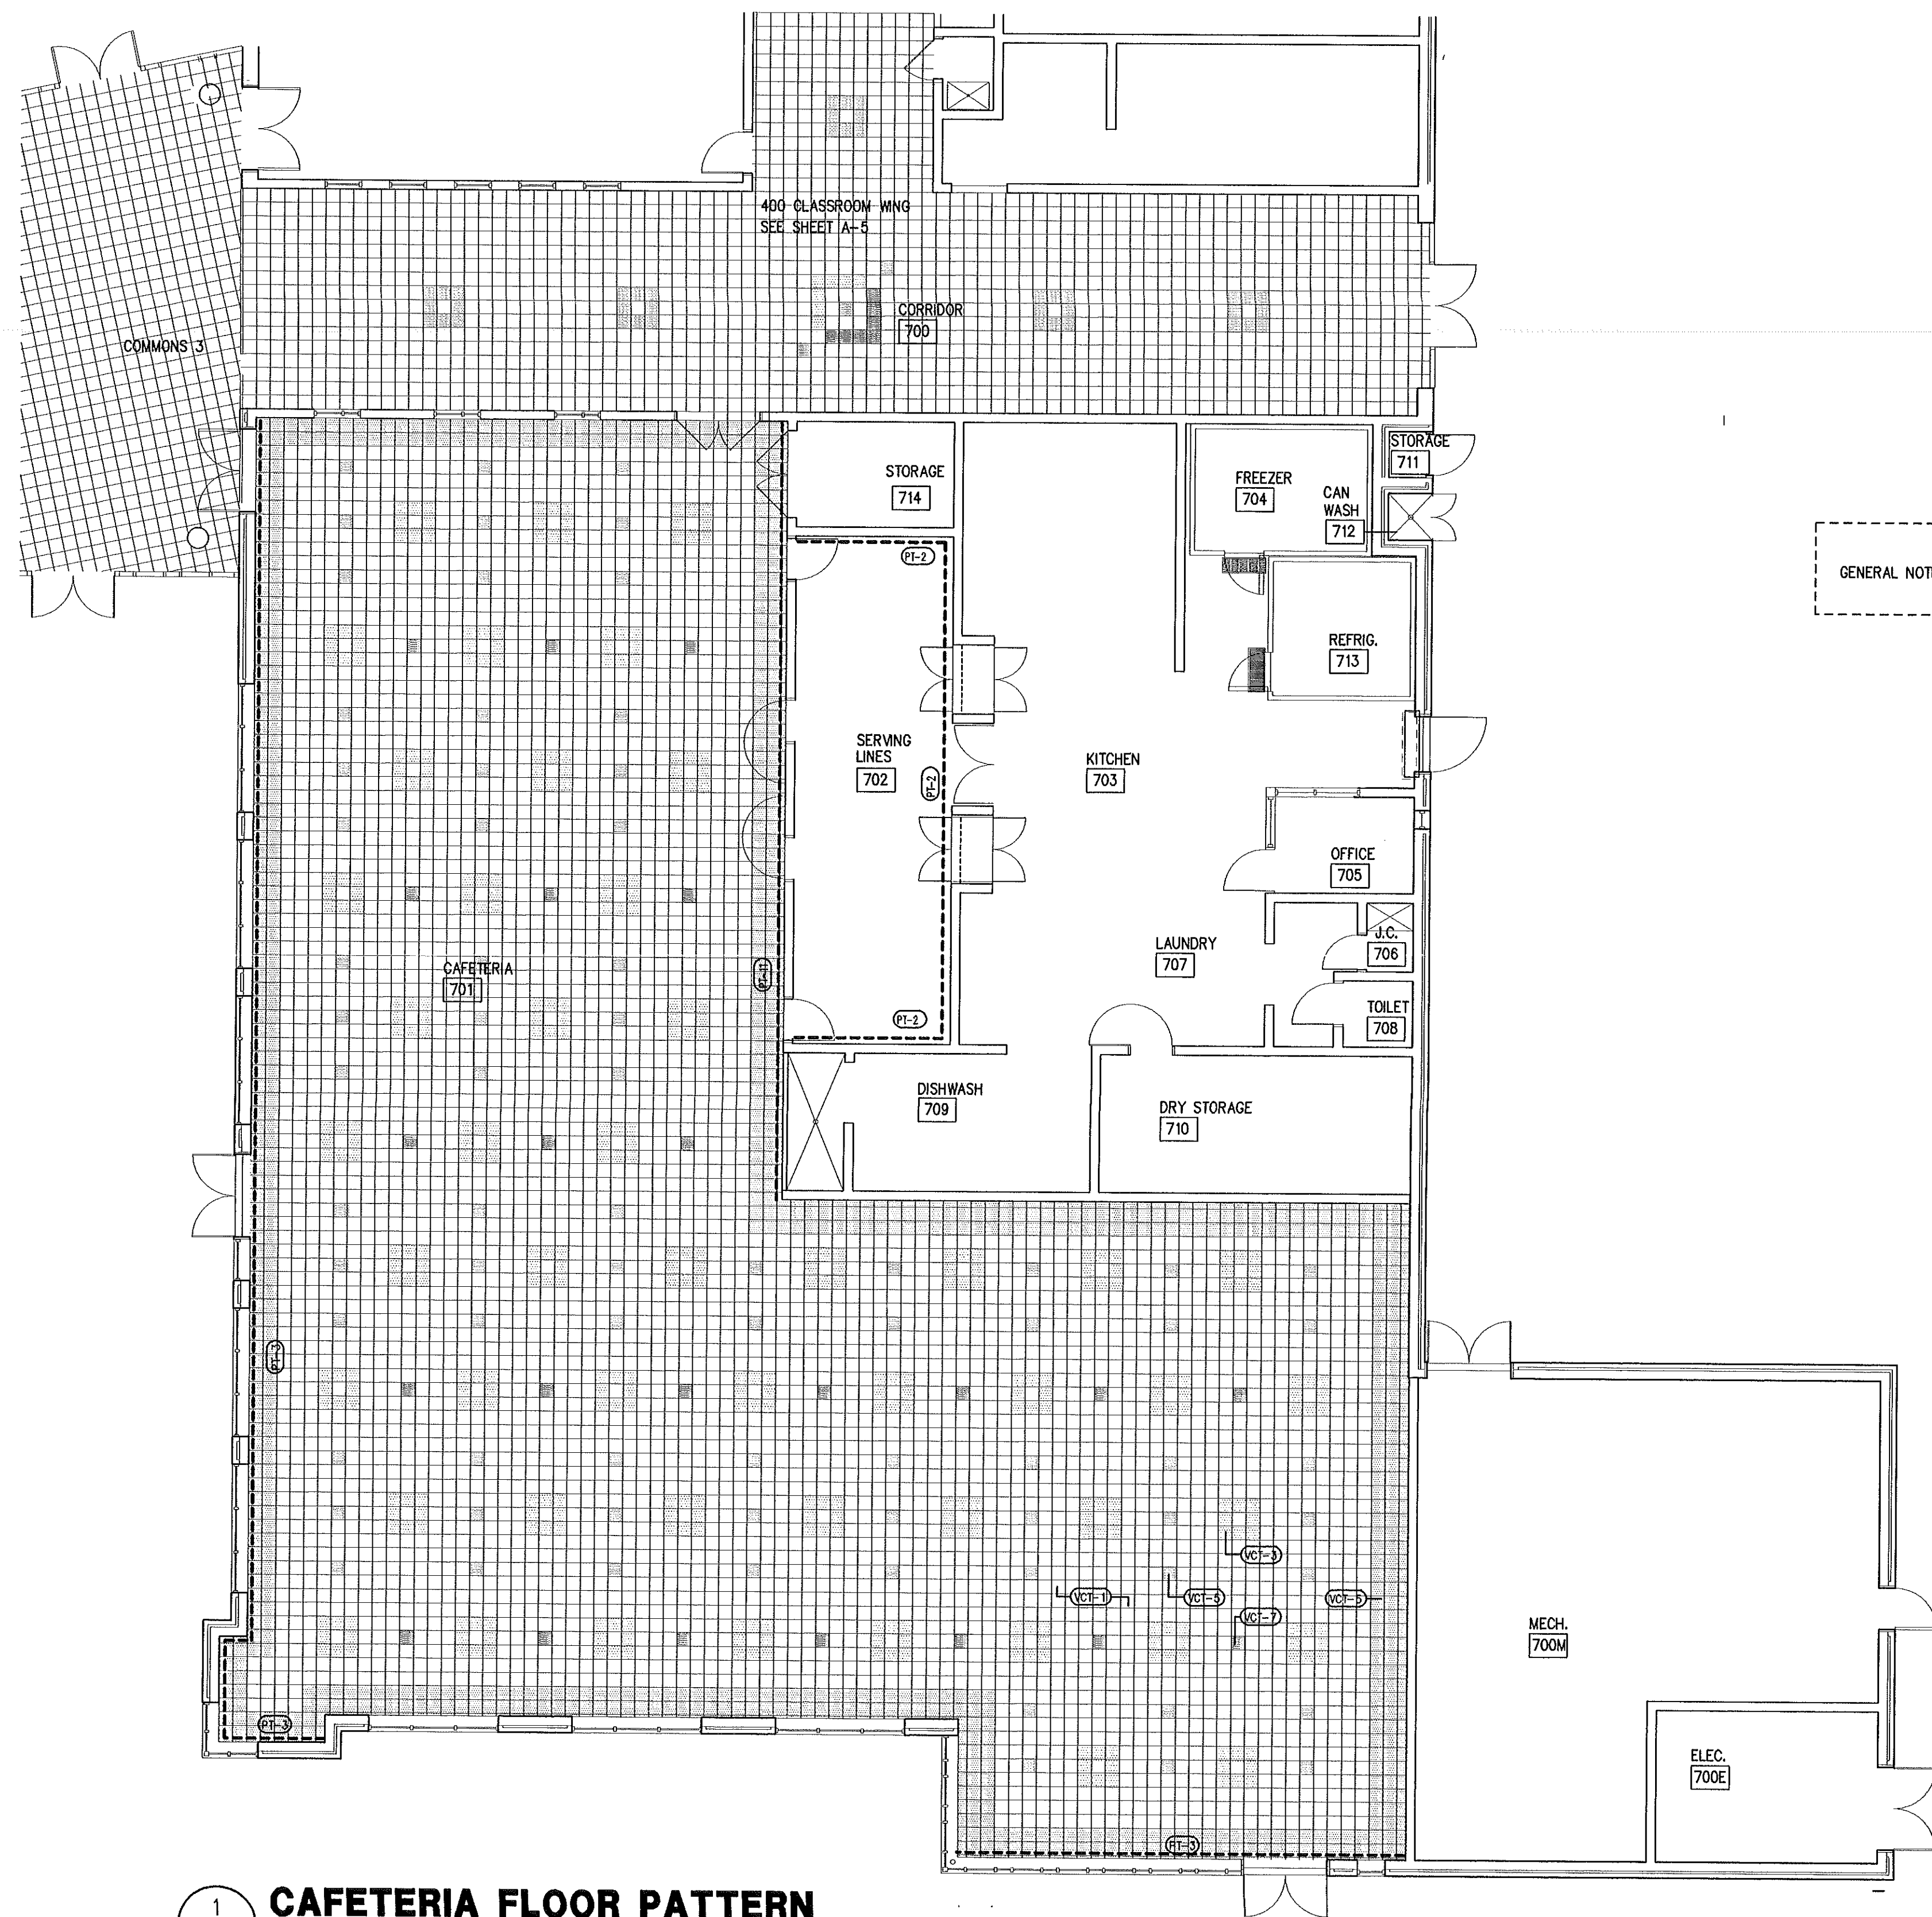 400 CLASSROOM WING
SEE SHEET A-5
CORRIDOR
700
COMMONS 3
STORAGE
711
STORAGE
714
FREEZER
704
CAN
WASH
712
PT-2
GENERAL NOT
REFRIG.
713
SERVING
LINES
702
PT-2
KITCHEN
703
OFFICE
705
J.C.
706
LAUNDRY
707
CAFETERIA
701
PT-11
TOILET
708
PT-2
DISHWASH
709
DRY STORAGE
710
PT-3
VCT-3
VCT-1
VCT-5
VCT-5
VCT-7
MECH.
700M
PT-3
ELEC.
700E
PT-3
1
CAFETERIA FLOOR PATTERN